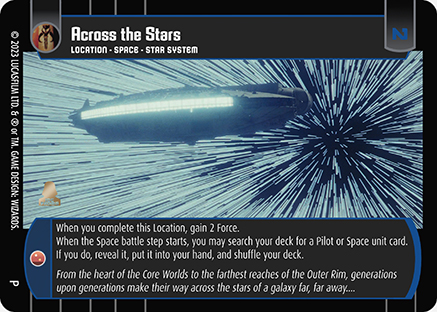 Across the Stars
LOCATION • SPACE • STAR SYSTEM
© 2023 LUCASFILM LTD. & ® or TM. GAME DESIGN: WIZARDS.
P
When you complete this Location, gain 2 Force.
When the Space battle step starts, you may search your deck for a Pilot or Space unit card.
If you do, reveal it, put it into your hand, and shuffle your deck.
From the heart of the Core Worlds to the farthest reaches of the Outer Rim, generations
upon generations make their way across the stars of a galaxy far, far away....